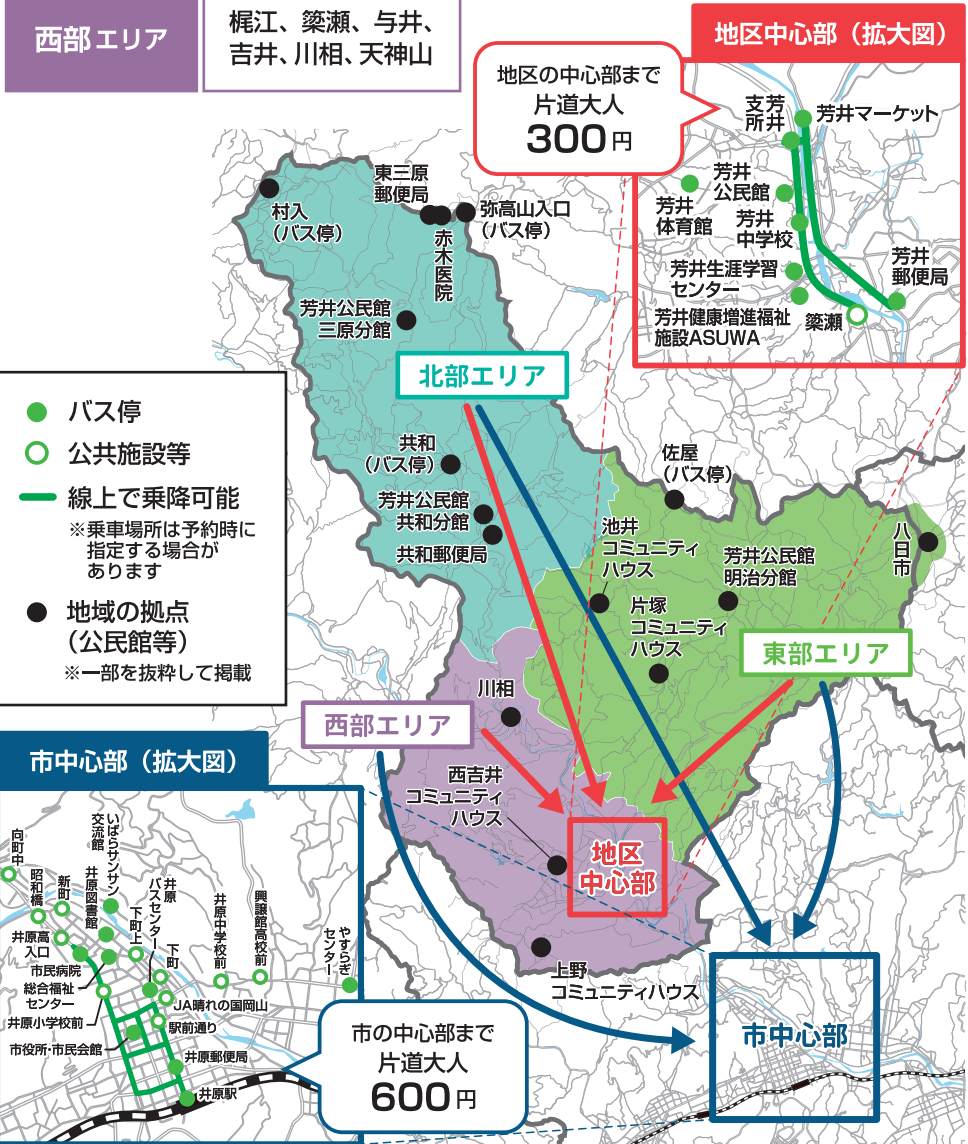 西部エリア
梶江、簗瀬、与井、
吉井、川相、天神山
地区中心部（拡大図）
地区の中心部まで
片道大人
300円
芳井
支所
芳井マーケット
芳井
公民館
芳井
体育館
芳井
中学校
芳井
郵便局
芳井生涯学習
センター
芳井健康増進福祉
施設ASUWA
簗瀬
東三原
郵便局
村入
（バス停）
赤木医院
弥高山入口
（バス停）
芳井公民館
三原分館
北部エリア
バス停
公共施設等
線上で乗降可能
※乗車場所は予約時に
指定する場合が
あります
地域の拠点
（公民館等）
※一部を抜粋して掲載
共和
（バス停）
芳井公民館
共和分館
共和郵便局
佐屋
（バス停）
池井
コミュニティ
ハウス
芳井公民館
明治分館
八日市
片塚
コミュニティ
ハウス
東部エリア
川相
西部エリア
西吉井
コミュニティ
ハウス
地区
中心部
上野
コミュニティハウス
市中心部
市中心部（拡大図）
向町中
昭和橋
新町
いばらサンサン
交流館
井原図書館
下町上
井原
バスセンター
下町
井原中学校前
興譲館高校前
やすらぎ
センター
井原高
入口
市民病院
総合福祉
センター
井原小学校前
市役所・市民会館
JA晴れの国岡山
駅前通り
井原郵便局
井原駅
市の中心部まで
片道大人
600円